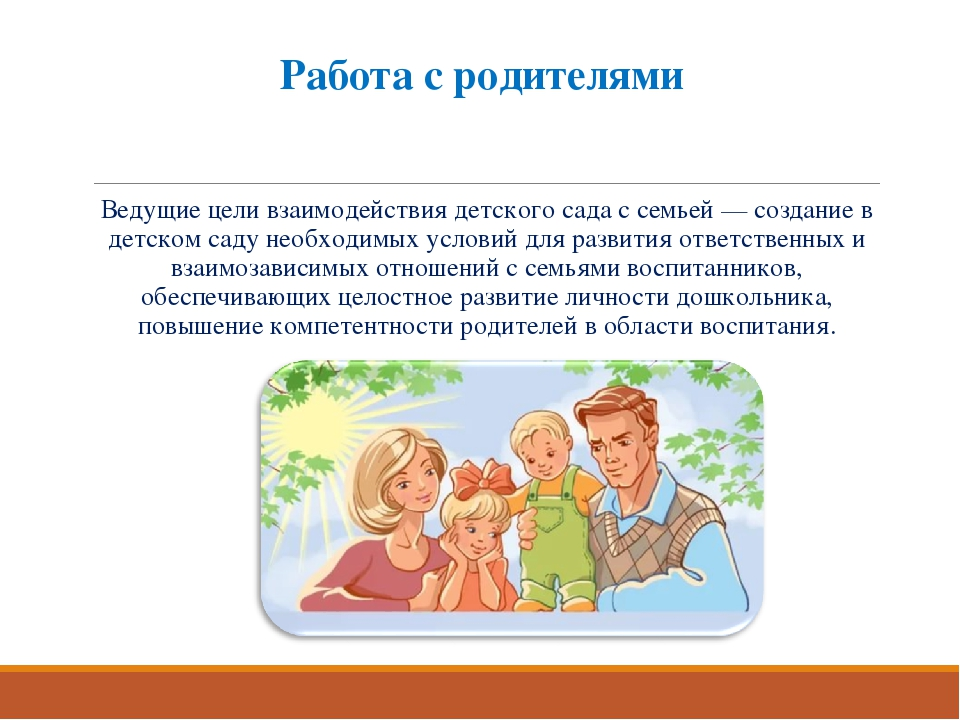 Работа с родителями
Ведущие цели взаимодействия детского сада с семьей — создание в
детском саду необходимых условий для развития ответственных и
взаимозависимых отношений с семьями воспитанников,
обеспечивающих целостное развитие личности дошкольника,
повышение компетентности родителей в области воспитания.